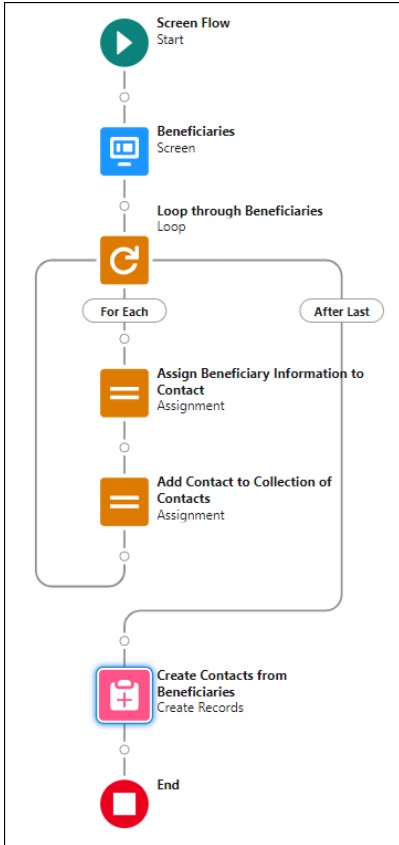 Screen Flow
Start
Beneficiaries
Screen
Loop through Beneficiaries
Loop
For Each
After Last
Assign Beneficiary Information to
Contact
Assignment
Add Contact to Collection of
Contacts
Assignment
Create Contacts from
Beneficiaries
Create Records
End